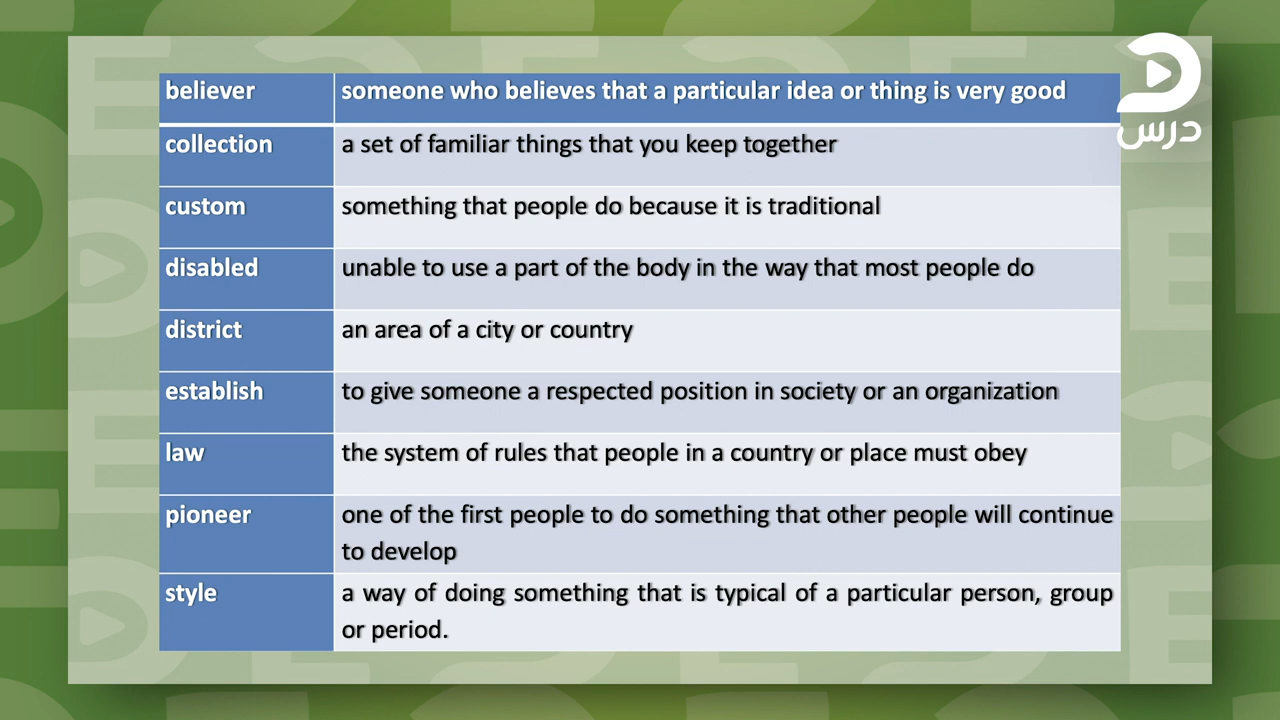 believer someone who believes that a particular idea or thing is very good
collection a set of familiar things that you keep together
custom something that people do because it is traditional
disabled unable to use a part of the body in the way that most people do
district an area of a city or country
establish to give someone a respected position in society or an organization
law the system of rules that people in a country or place must obey
pioneer one of the first people to do something that other people will continue
to develop
style a way of doing something that is typical of a particular person, group
or period.
درس